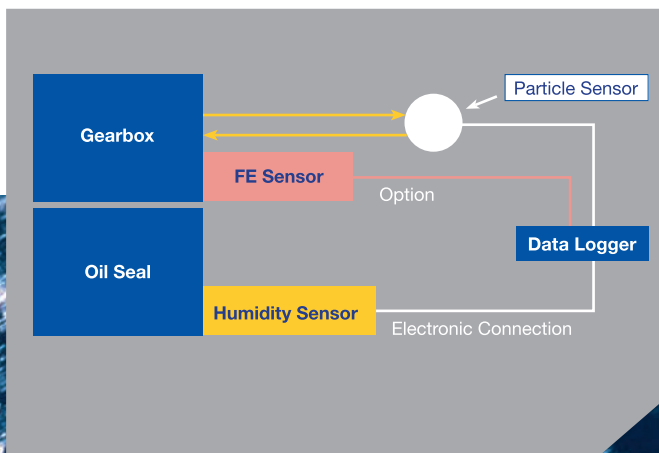 Particle Sensor
Gearbox
FE Sensor
Option
Data Logger
Oil Seal
Humidity Sensor
Electronic Connection